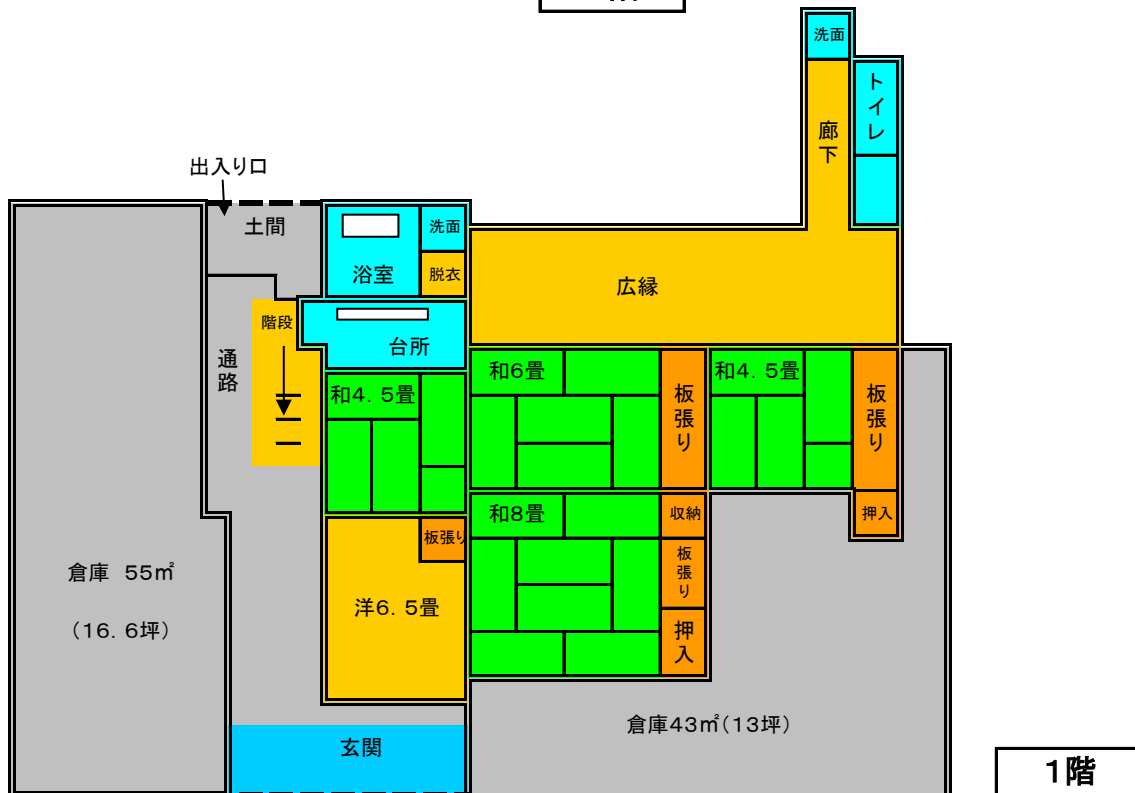 洗面
トイレ
廊下
出入り口
土間
洗面
浴室
脱衣
広縁
階段
台所
通路
和6畳
和4.5畳
和4.5畳
板張り
板張り
和8畳
収納
押入
板張り
板張り
倉庫 55㎡
(16.6坪)
洋6.5畳
押入
倉庫43㎡(13坪)
玄関
1階